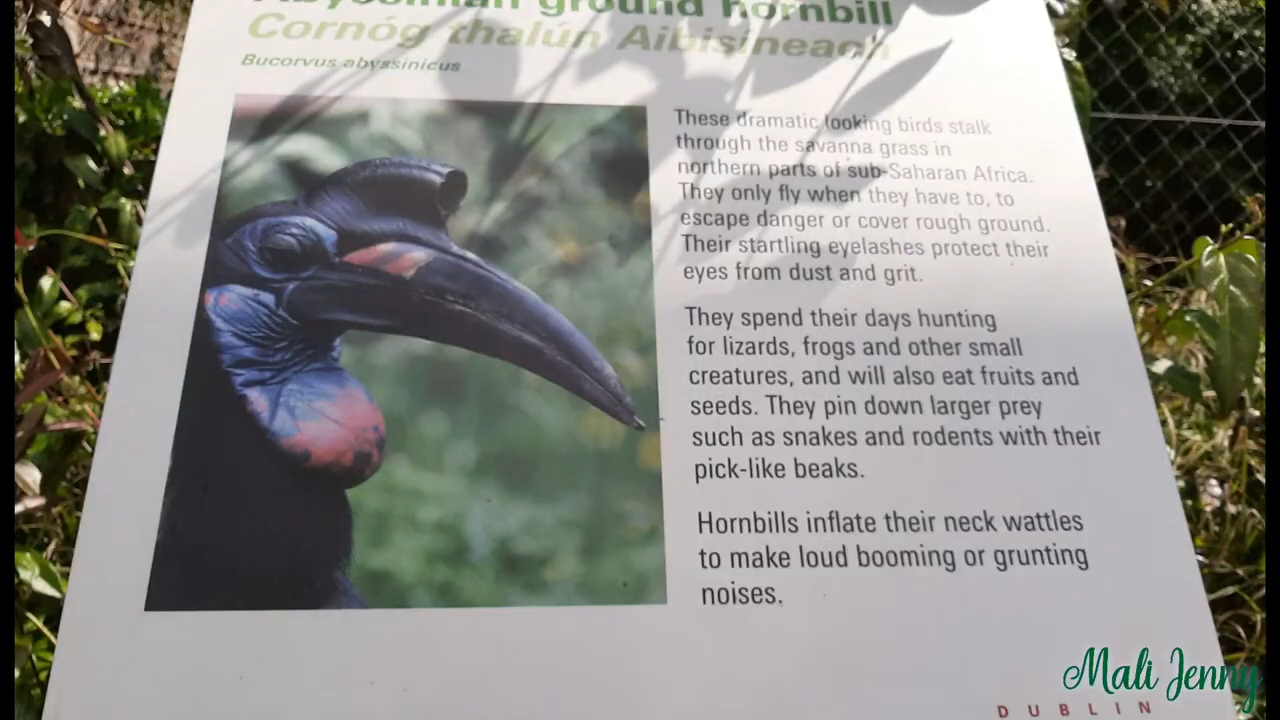 Abyssinian ground hornbill
Cornóg thalún Aibisíneach
Bucorvus abyssinicus
These dramatic looking birds stalk
through the savanna grass in
northern parts of sub-Saharan Africa.
They only fly when they have to, to
escape danger or cover rough ground.
Their startling eyelashes protect their
eyes from dust and grit.
They spend their days hunting
for lizards, frogs and other small
creatures, and will also eat fruits and
seeds. They pin down larger prey
such as snakes and rodents with their
pick-like beaks.
Hornbills inflate their neck wattles
to make loud booming or grunting
noises.
Mali Jenny
DUBLIN